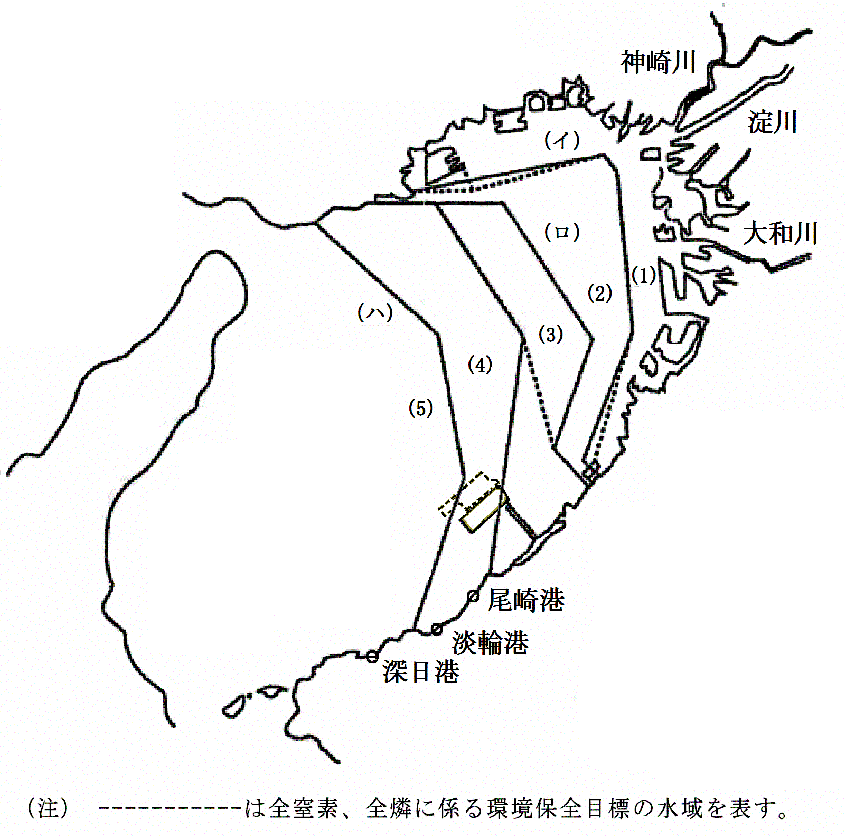 神崎川
淀川
(イ)
大和川
(ロ)
(1)
(2)
(ハ)
(3)
(4)
(5)
尾崎港
淡輪港
深日港
(注) -----------は全窒素、全燐に係る環境保全目標の水域を表す。